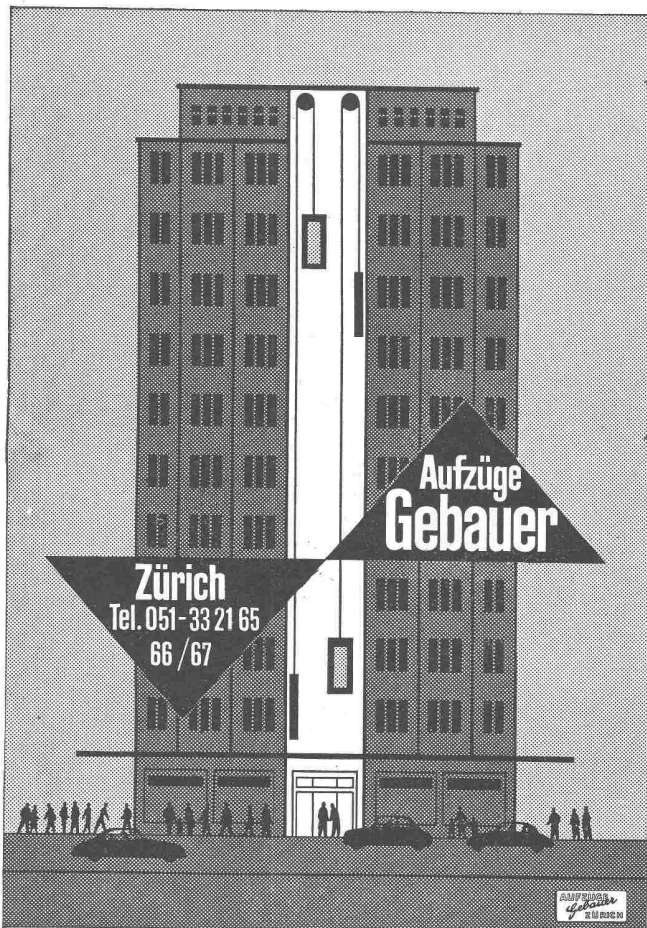 Aufzüge
Gebauer
Zürich
Tel. 051-33 21 65
66/67
AUFZÜGE
Gebauer
ZÜRICH